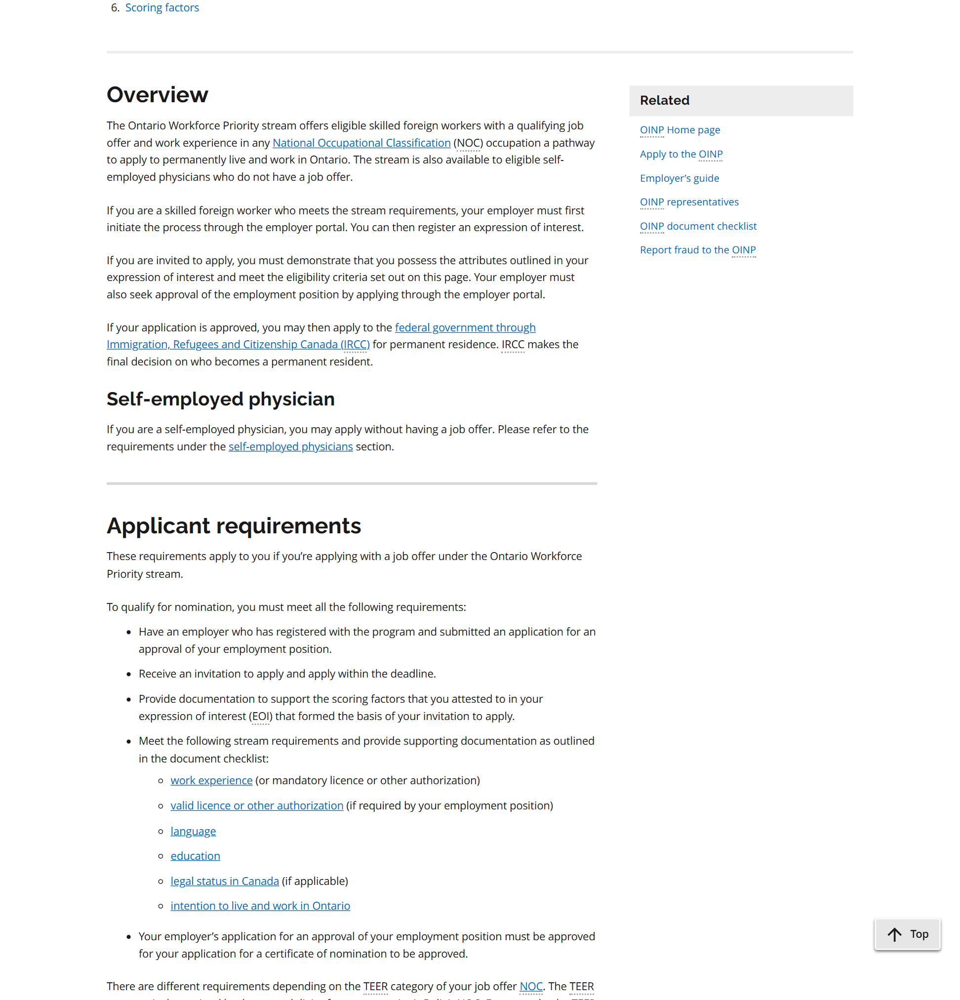 6. Scoring factors
Overview
The Ontario Workforce Priority stream offers eligible skilled foreign workers with a qualifying job
offer and work experience in any National Occupational Classification (NOC) occupation a pathway
to apply to permanently live and work in Ontario. The stream is also available to eligible self-
employed physicians who do not have a job offer.
If you are a skilled foreign worker who meets the stream requirements, your employer must first
initiate the process through the employer portal. You can then register an expression of interest.
If you are invited to apply, you must demonstrate that you possess the attributes outlined in your
expression of interest and meet the eligibility criteria set out on this page. Your employer must
also seek approval of the employment position by applying through the employer portal.
If your application is approved, you may then apply to the federal government through
Immigration, Refugees and Citizenship Canada (IRCC) for permanent residence. IRCC makes the
final decision on who becomes a permanent resident.
Self-employed physician
If you are a self-employed physician, you may apply without having a job offer. Please refer to the
requirements under the self-employed physicians section.
Applicant requirements
These requirements apply to you if you’re applying with a job offer under the Ontario Workforce
Priority stream.
To qualify for nomination, you must meet all the following requirements:
• Have an employer who has registered with the program and submitted an application for an
approval of your employment position.
• Receive an invitation to apply and apply within the deadline.
• Provide documentation to support the scoring factors that you attested to in your
expression of interest (EOI) that formed the basis of your invitation to apply.
• Meet the following stream requirements and provide supporting documentation as outlined
in the document checklist:
◦ work experience (or mandatory licence or other authorization)
◦ valid licence or other authorization (if required by your employment position)
◦ language
◦ education
◦ legal status in Canada (if applicable)
◦ intention to live and work in Ontario
• Your employer’s application for an approval of your employment position must be approved
for your application for a certificate of nomination to be approved.
There are different requirements depending on the TEER category of your job offer NOC. The TEER
Related
OINP Home page
Apply to the OINP
Employer’s guide
OINP representatives
OINP document checklist
Report fraud to the OINP
Top